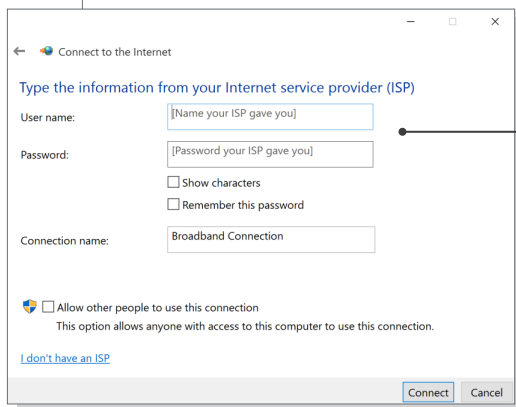 Connect to the Internet
Type the information from your Internet service provider (ISP)
User name:
[Name your ISP gave you]
Password:
[Password your ISP gave you]
Show characters
Remember this password
Connection name:
Broadband Connection
Allow other people to use this connection
This option allows anyone with access to this computer to use this connection.
I don't have an ISP
Connect
Cancel